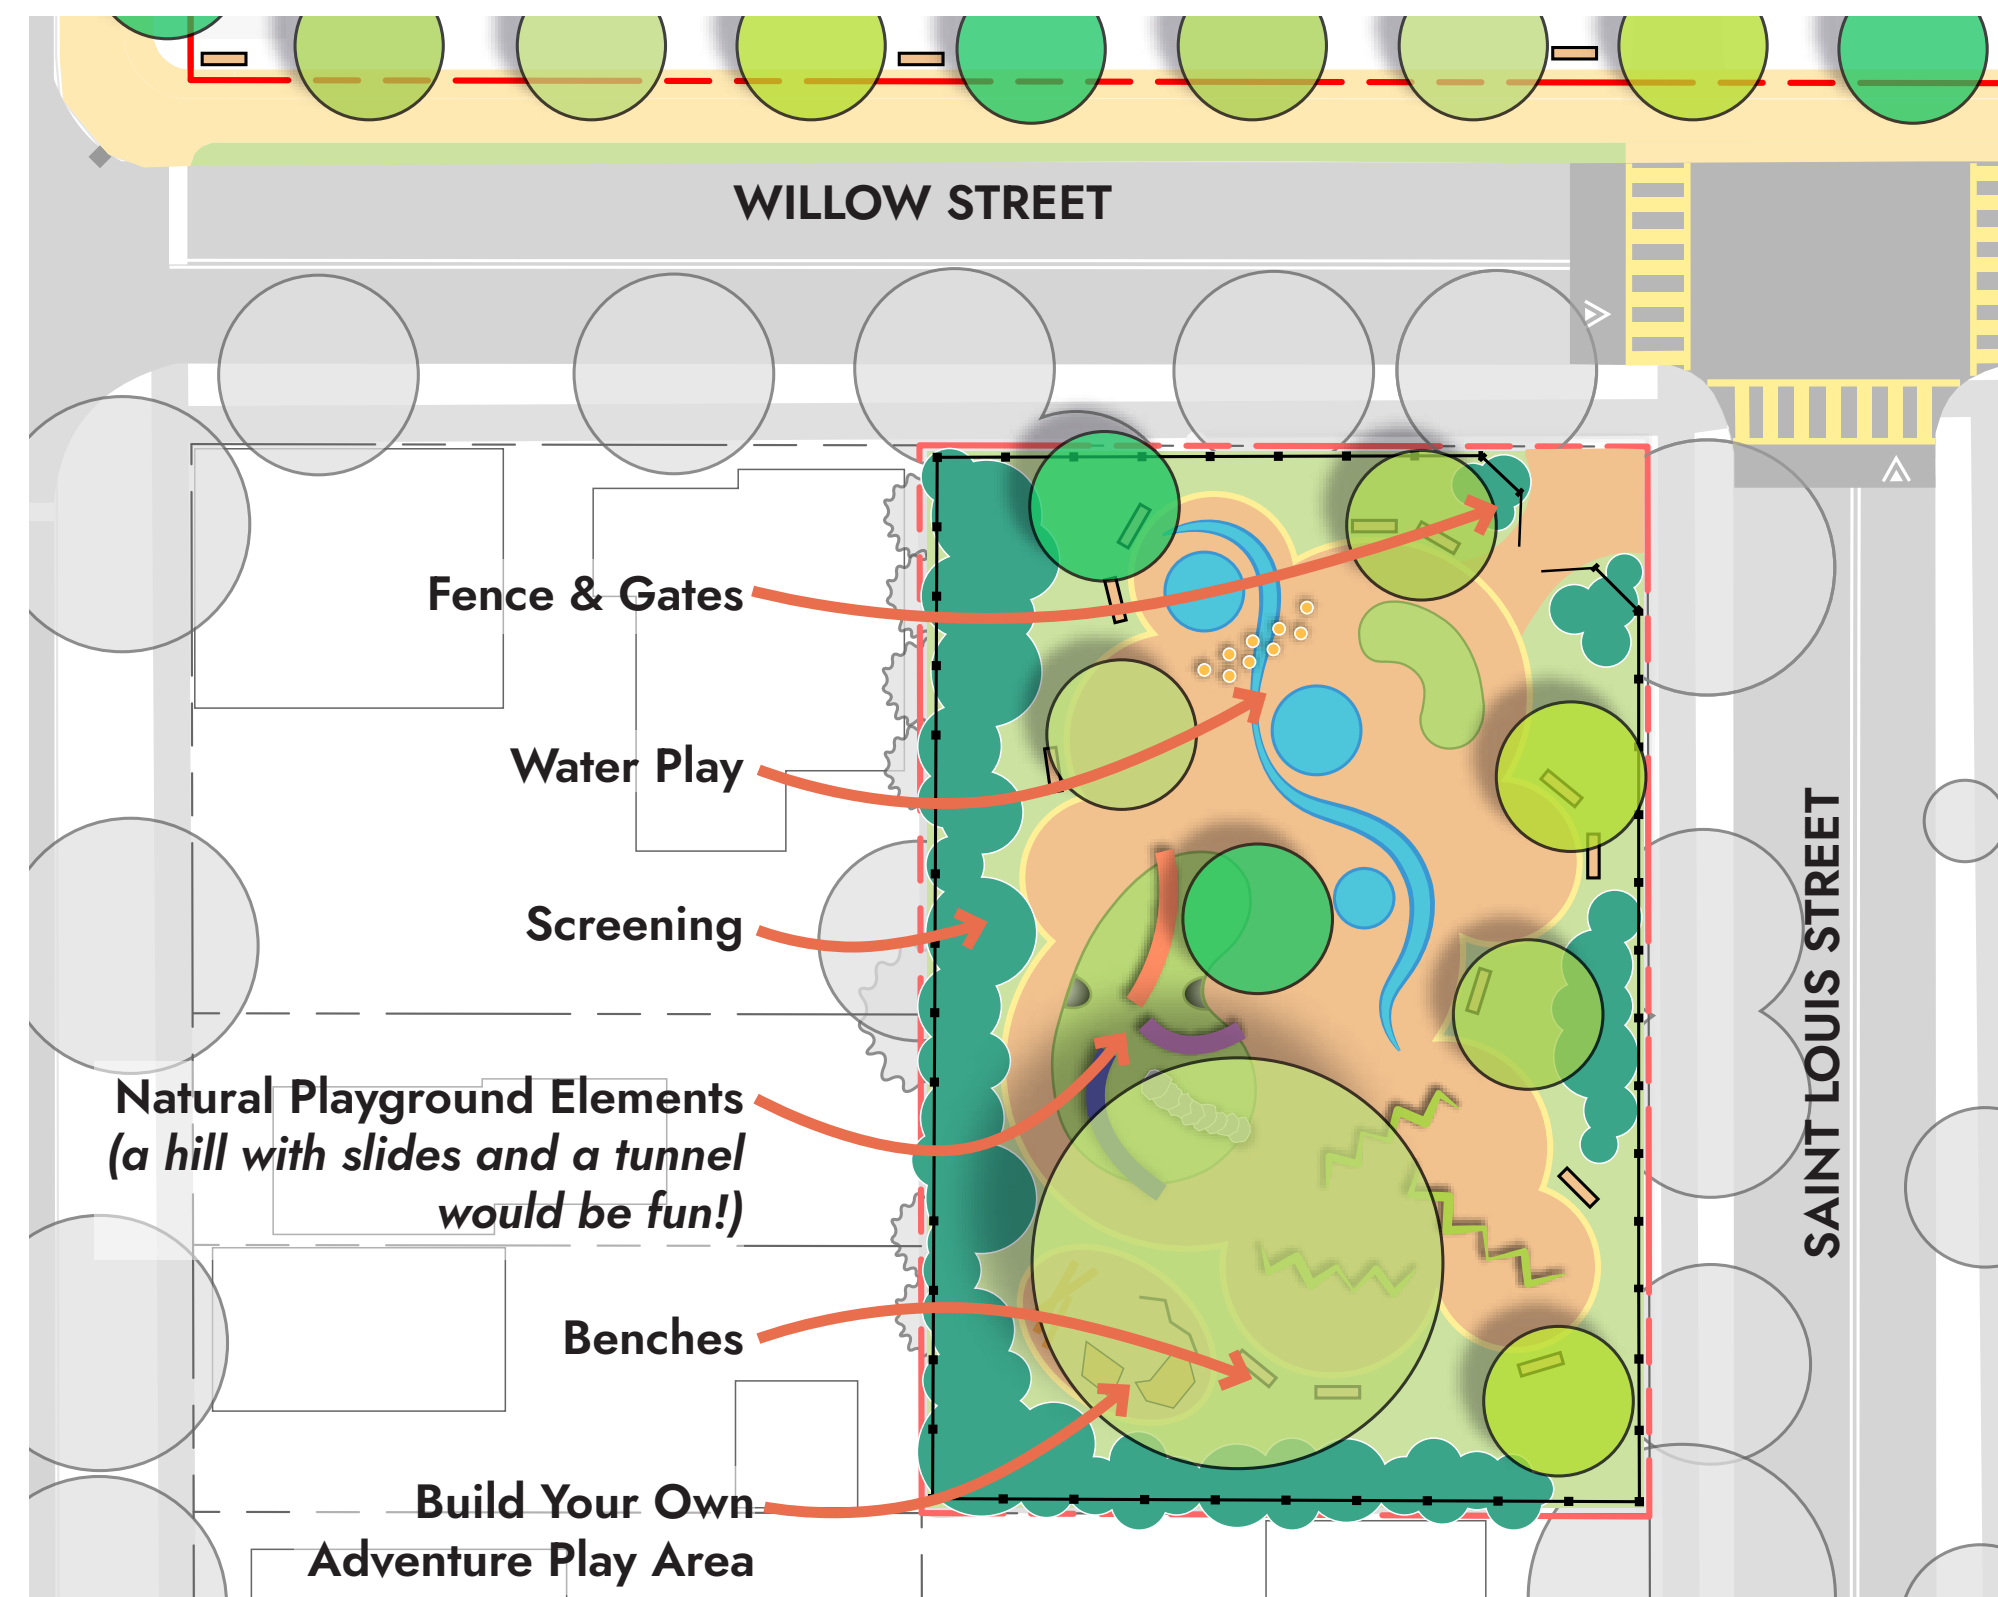 WILLOW STREET
Fence & Gates
Water Play
Screening
Natural Playground Elements
(a hill with slides and a tunnel
would be fun!)
Benches
Build Your Own
Adventure Play Area
SAINT LOUIS STREET